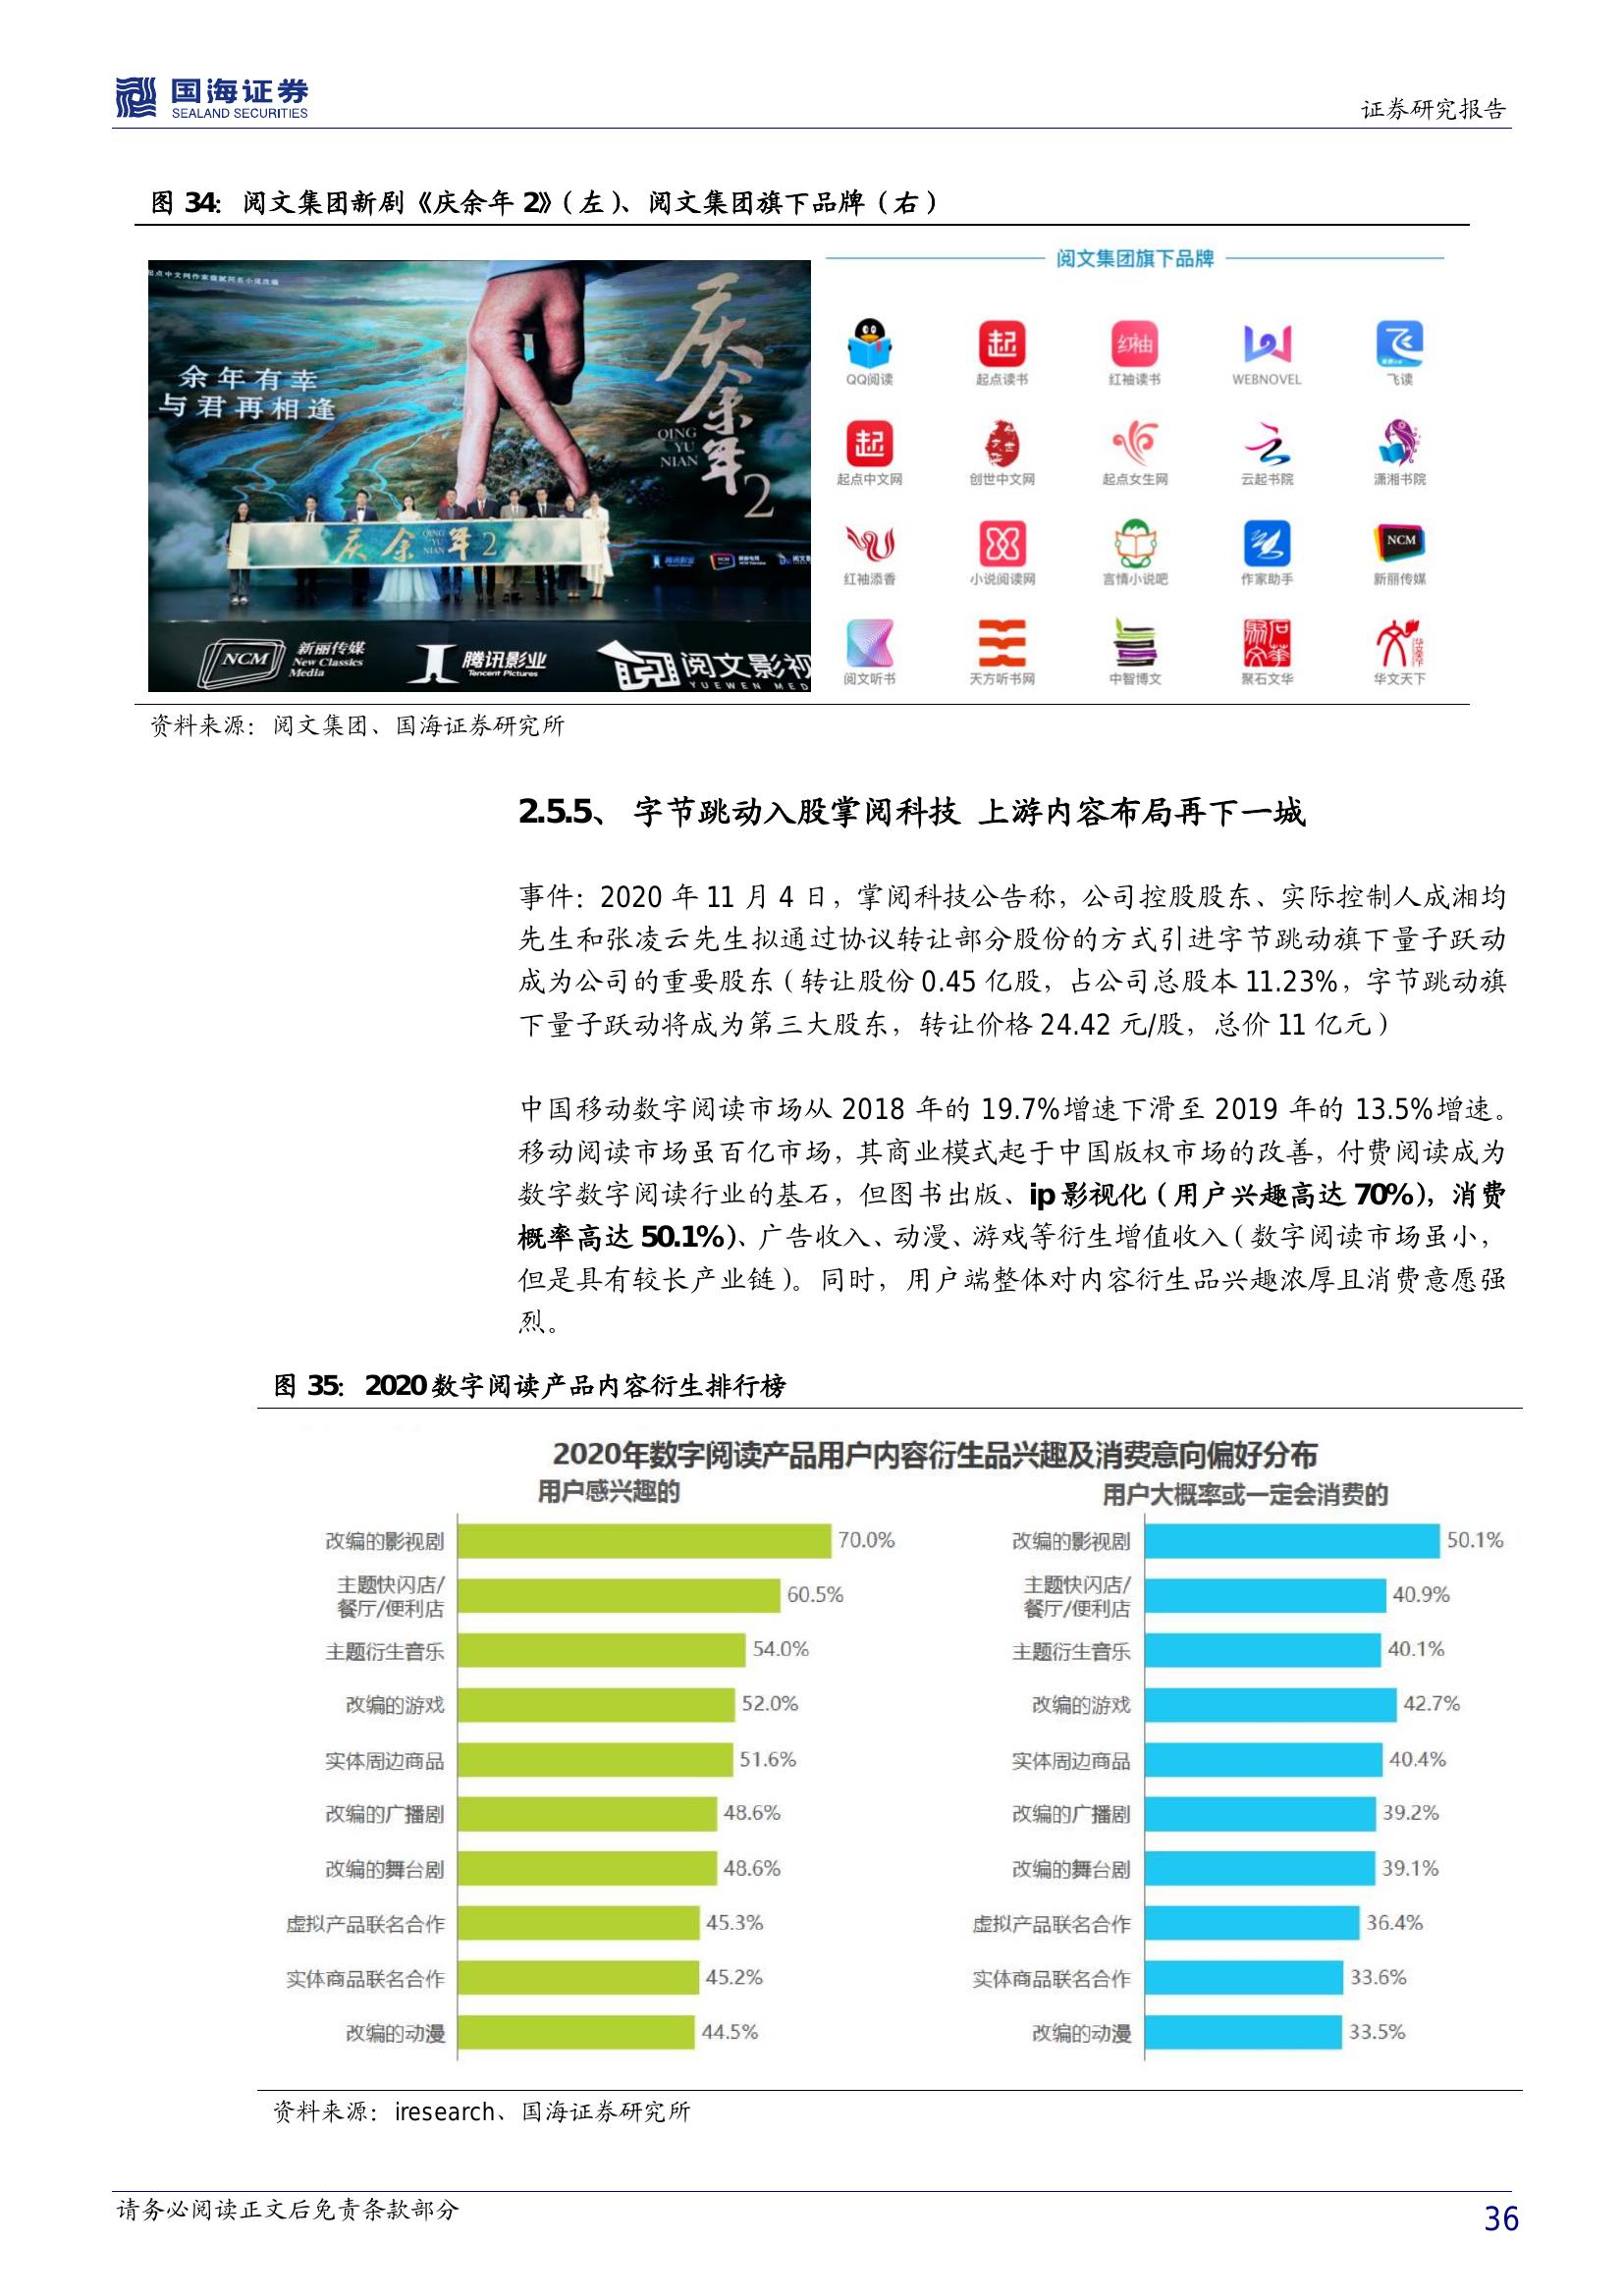 国海证券
SEALAND SECURITIES
证券研究报告
图 34：阅文集团新剧《庆余年 2》（左）、阅文集团旗下品牌（右）
余年有幸
与君再相逢
庆余年2
QING
YU
NIAN
庆余年2
QING
YU
NIAN
NCM
新丽传媒
New Classics
Media
腾讯影业
Tencent Pictures
阅文影视
YUEWEN MED
阅文集团旗下品牌
QQ阅读 起点读书 红袖读书 WEBNOVEL 飞读
起点中文网 创世中文网 起点女生网 云起书院 潇湘书院
红袖添香 小说阅读网 言情小说吧 作家助手 新丽传媒
阅文听书 天方听书网 中智博文 聚石文华 华文天下
资料来源：阅文集团、国海证券研究所
2.5.5、 字节跳动入股掌阅科技 上游内容布局再下一城
事件：2020 年 11 月 4 日，掌阅科技公告称，公司控股股东、实际控制人成湘均
先生和张凌云先生拟通过协议转让部分股份的方式引进字节跳动旗下量子跃动
成为公司的重要股东（转让股份 0.45 亿股，占公司总股本 11.23%，字节跳动旗
下量子跃动将成为第三大股东，转让价格 24.42 元/股，总价 11 亿元）
中国移动数字阅读市场从 2018 年的 19.7%增速下滑至 2019 年的 13.5%增速。
移动阅读市场虽百亿市场，其商业模式起于中国版权市场的改善，付费阅读成为
数字数字阅读行业的基石，但图书出版、ip 影视化（用户兴趣高达 70%），消费
概率高达 50.1%）、广告收入、动漫、游戏等衍生增值收入（数字阅读市场虽小，
但是具有较长产业链）。同时，用户端整体对内容衍生品兴趣浓厚且消费意愿强
烈。
图 35：2020 数字阅读产品内容衍生排行榜
2020年数字阅读产品用户内容衍生品兴趣及消费意向偏好分布
用户感兴趣的
改编的影视剧 70.0%
主题快闪店/
餐厅/便利店 60.5%
主题衍生音乐 54.0%
改编的游戏 52.0%
实体周边商品 51.6%
改编的广播剧 48.6%
改编的舞台剧 48.6%
虚拟产品联名合作 45.3%
实体商品联名合作 45.2%
改编的动漫 44.5%
用户大概率或一定会消费的
改编的影视剧 50.1%
主题快闪店/
餐厅/便利店 40.9%
主题衍生音乐 40.1%
改编的游戏 42.7%
实体周边商品 40.4%
改编的广播剧 39.2%
改编的舞台剧 39.1%
虚拟产品联名合作 36.4%
实体商品联名合作 33.6%
改编的动漫 33.5%
资料来源：iresearch、国海证券研究所
请务必阅读正文后免责条款部分
36